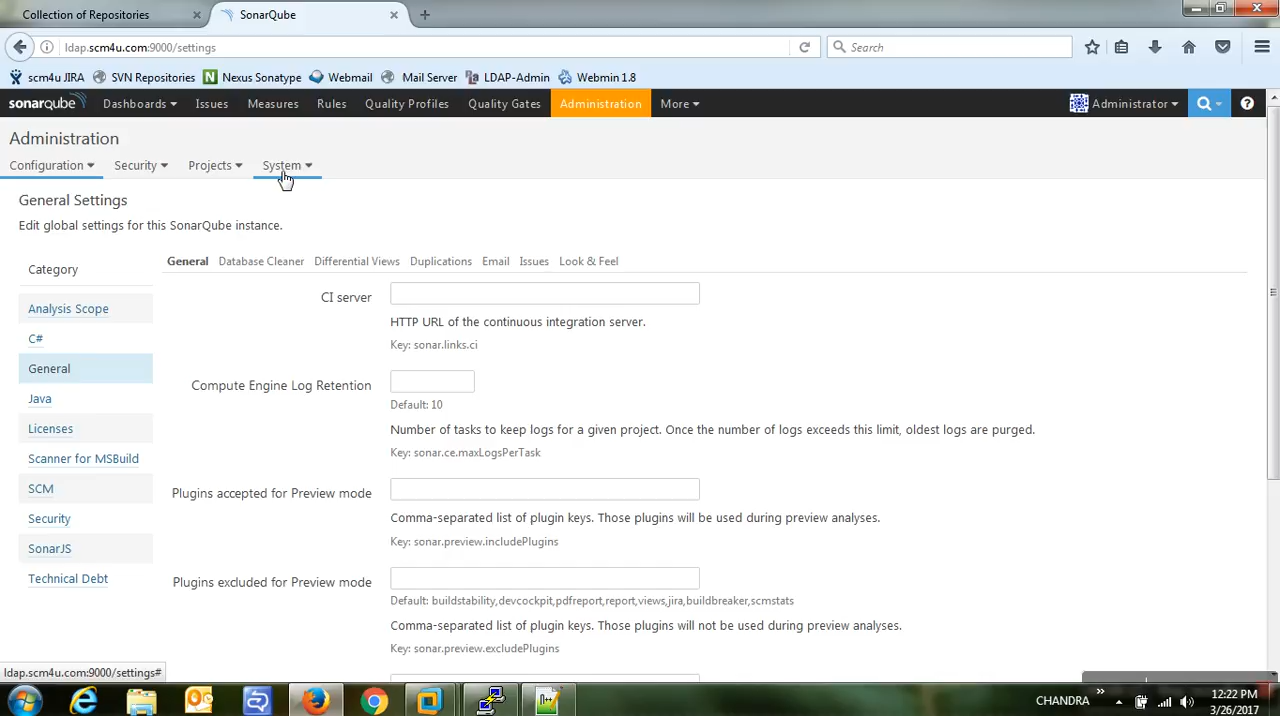 Collection of Repositories
SonarQube
ldap.scm4u.com:9000/settings
Search
scm4u JIRA SVN Repositories Nexus Sonatype Webmail Mail Server LDAP-Admin Webmin 1.8
sonarqube Dashboards Issues Measures Rules Quality Profiles Quality Gates Administration More Administrator
Administration
Configuration Security Projects System
General Settings
Edit global settings for this SonarQube instance.
Category
General Database Cleaner Differential Views Duplications Email Issues Look & Feel
Analysis Scope
C#
General
Java
Licenses
Scanner for MSBuild
SCM
Security
SonarJS
Technical Debt
CI server
HTTP URL of the continuous integration server.
Key: sonar.links.ci
Compute Engine Log Retention
Default: 10
Number of tasks to keep logs for a given project. Once the number of logs exceeds this limit, oldest logs are purged.
Key: sonar.ce.maxLogsPerTask
Plugins accepted for Preview mode
Comma-separated list of plugin keys. Those plugins will be used during preview analyses.
Key: sonar.preview.includePlugins
Plugins excluded for Preview mode
Default: buildstability,devcockpit,pdfreport,report,views,jira,buildbreaker,scmstats
Comma-separated list of plugin keys. Those plugins will not be used during preview analyses.
Key: sonar.preview.excludePlugins
ldap.scm4u.com:9000/settings#
CHANDRA
12:22 PM
3/26/2017